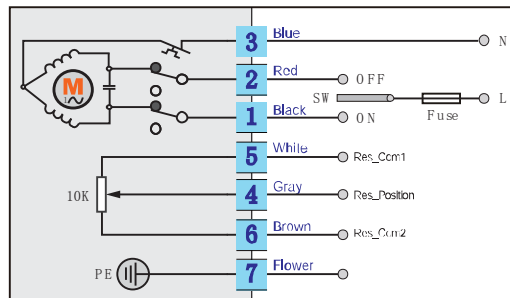 3 Blue N
2 Red OFF
M
1
SW L
Fuse
1 Black ON
5 White Res_Com1
10K 4 Gray Res_Position
6 Brown Res_Com2
PE 7 Flower